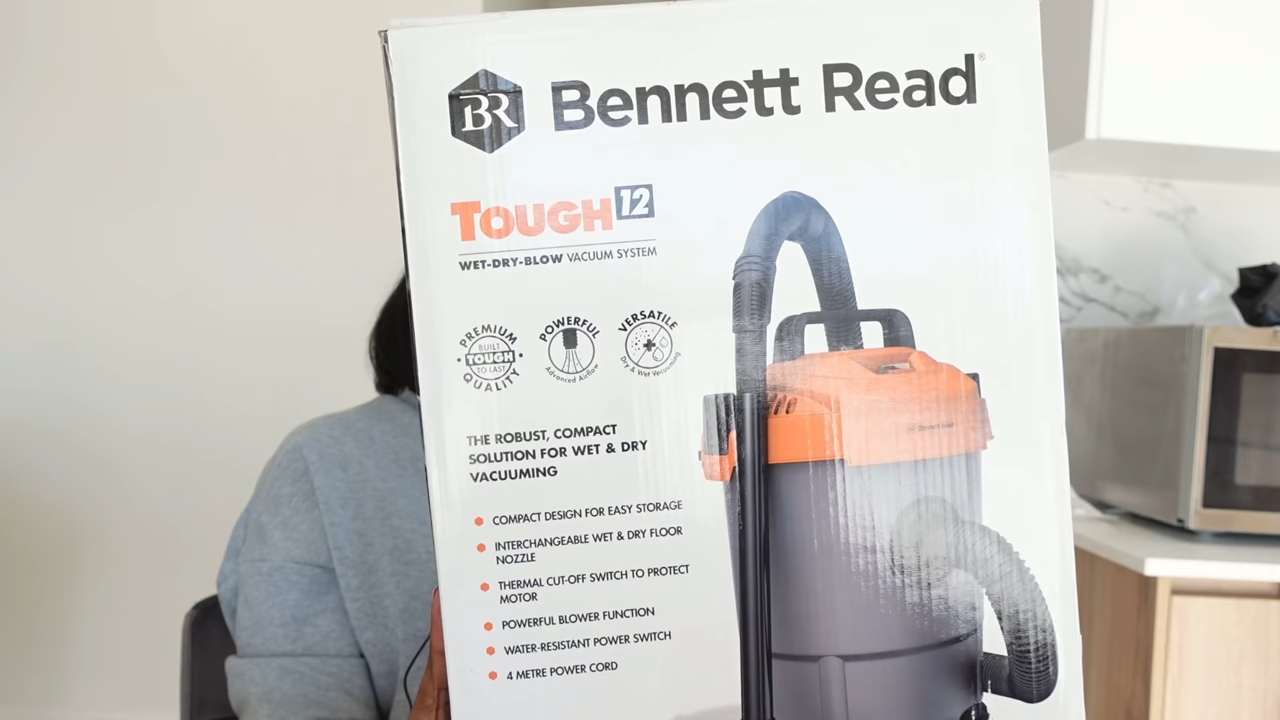 BR Bennett Read®
TOUGH 12
WET-DRY-BLOW VACUUM SYSTEM
PREMIUM
BUILT
TOUGH
TO LAST
QUALITY
POWERFUL
Advanced Airflow
VERSATILE
Dry & Wet Vacuuming
THE ROBUST, COMPACT
SOLUTION FOR WET & DRY
VACUUMING
COMPACT DESIGN FOR EASY STORAGE
INTERCHANGEABLE WET & DRY FLOOR
NOZZLE
THERMAL CUT-OFF SWITCH TO PROTECT
MOTOR
POWERFUL BLOWER FUNCTION
WATER-RESISTANT POWER SWITCH
4 METRE POWER CORD
Bennett Read